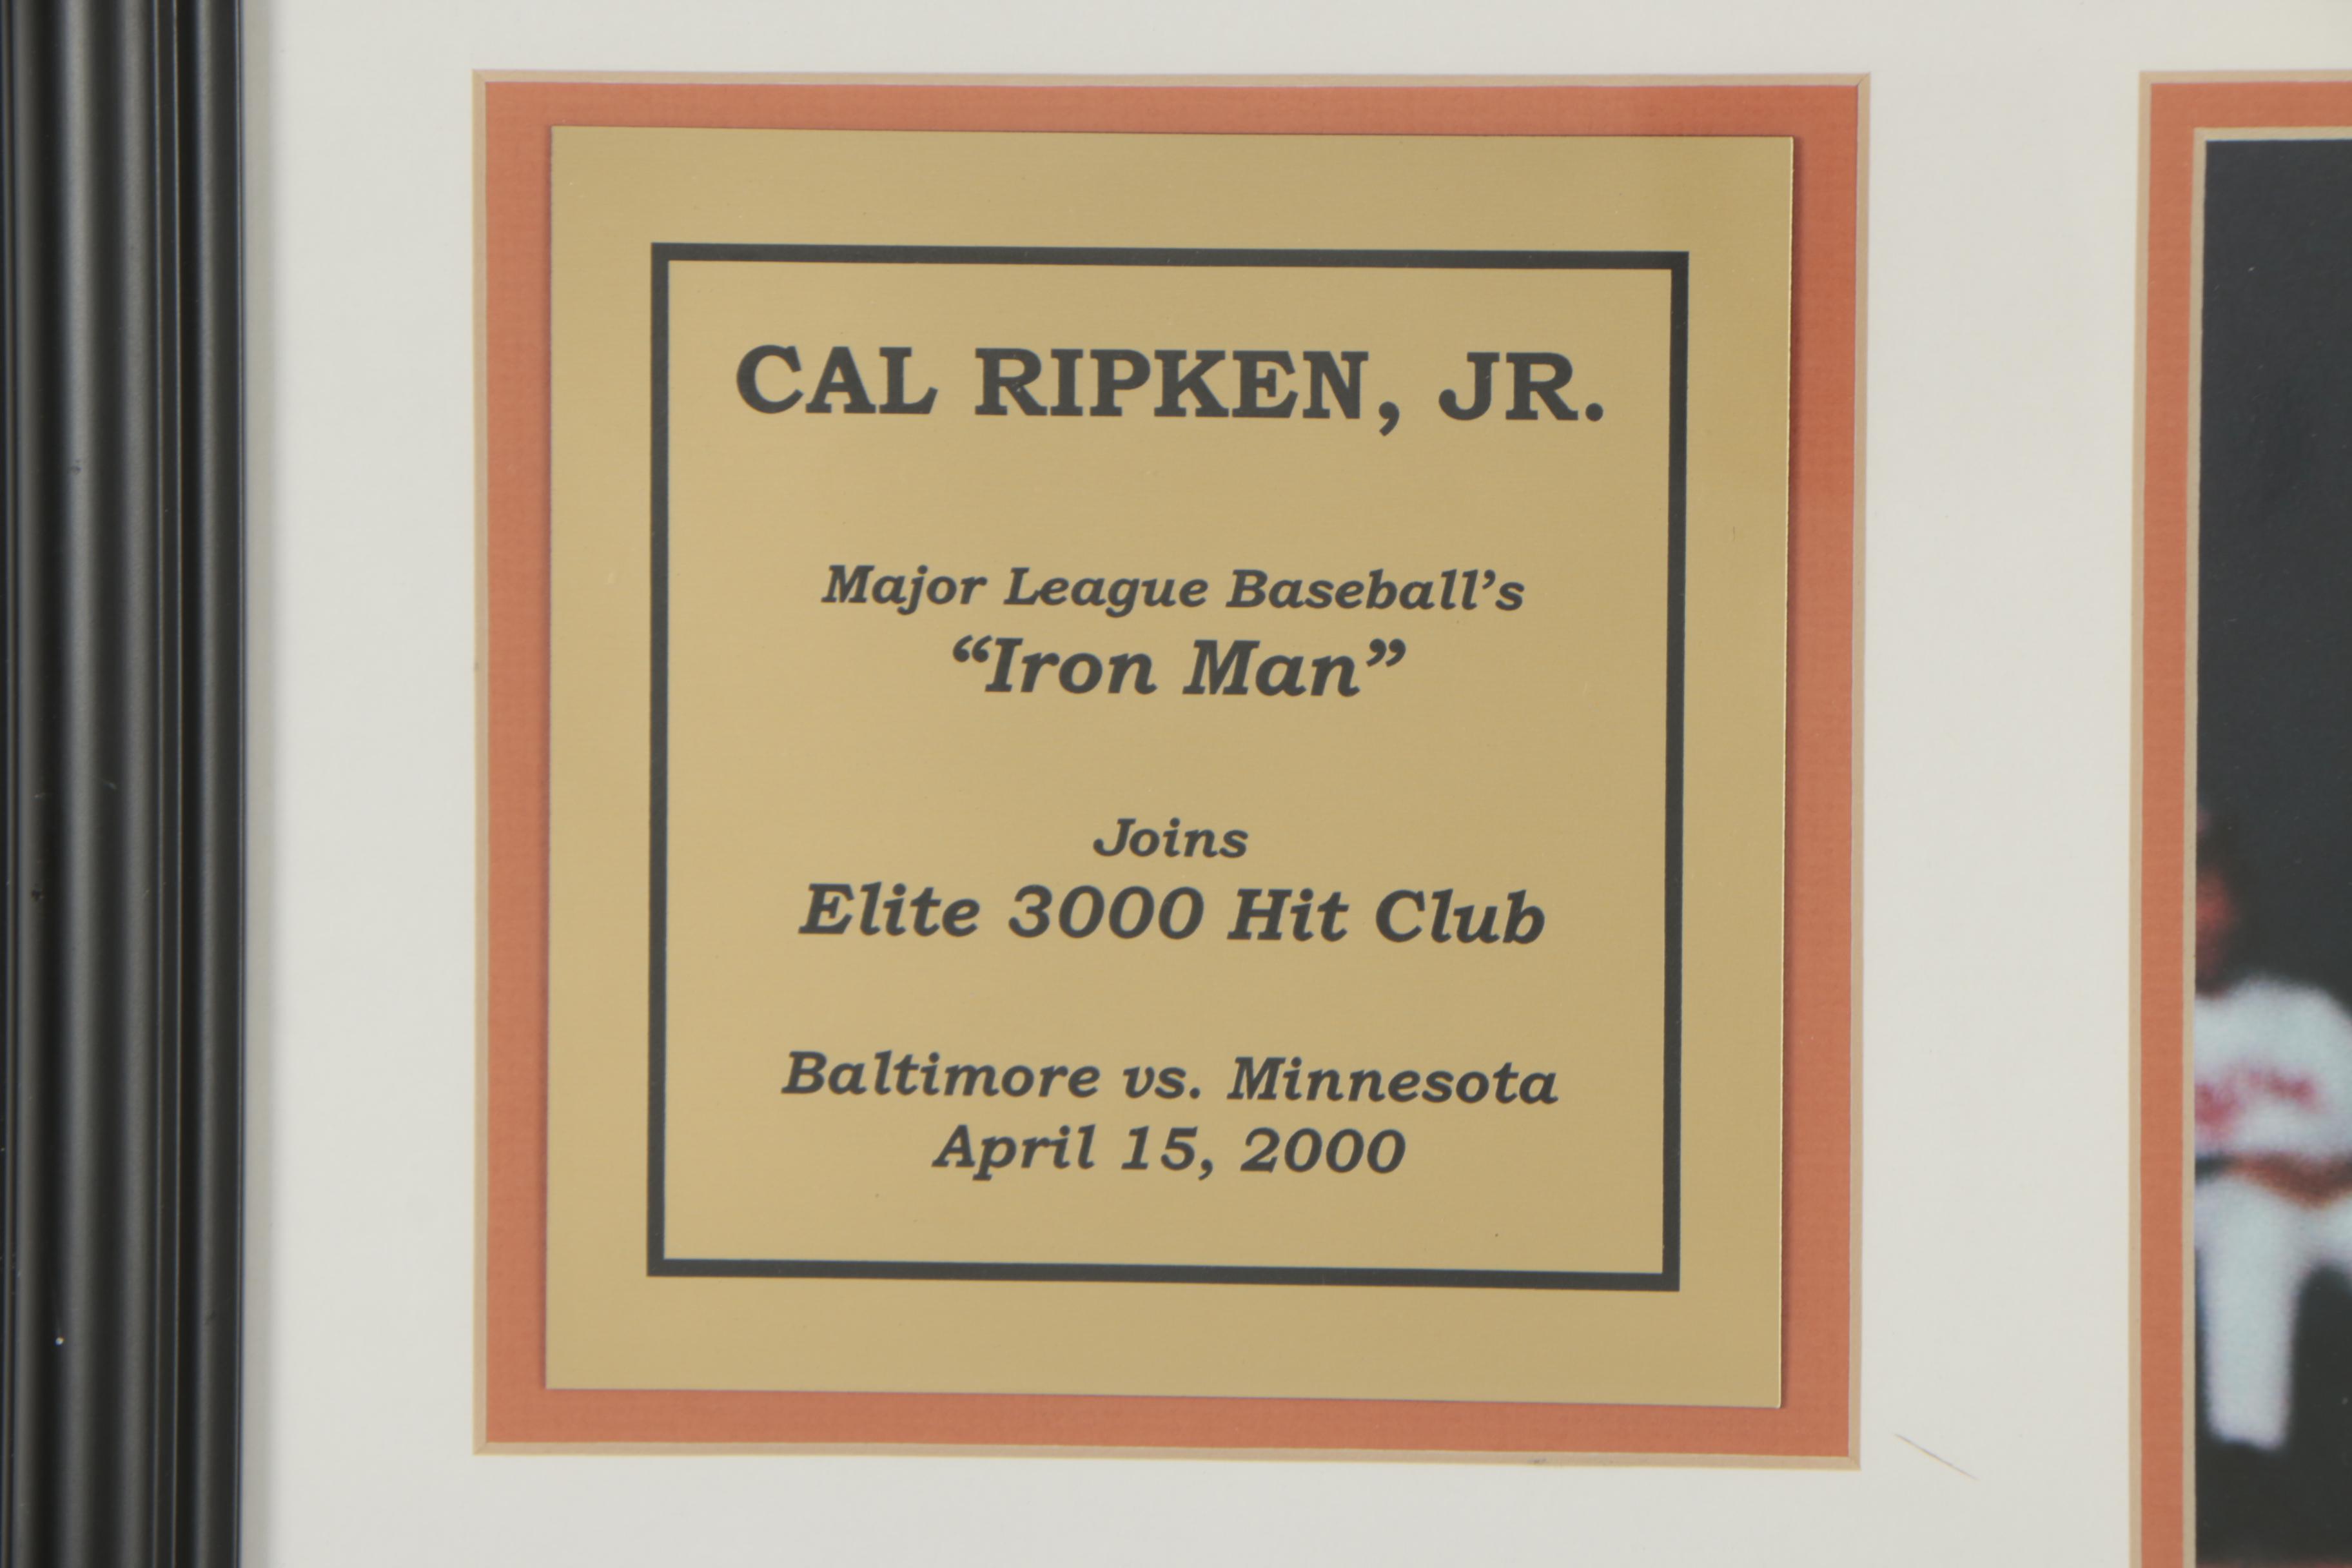 CAL RIPKEN, JR.
Major League Baseball’s
“Iron Man”
Joins
Elite 3000 Hit Club
Baltimore vs. Minnesota
April 15, 2000